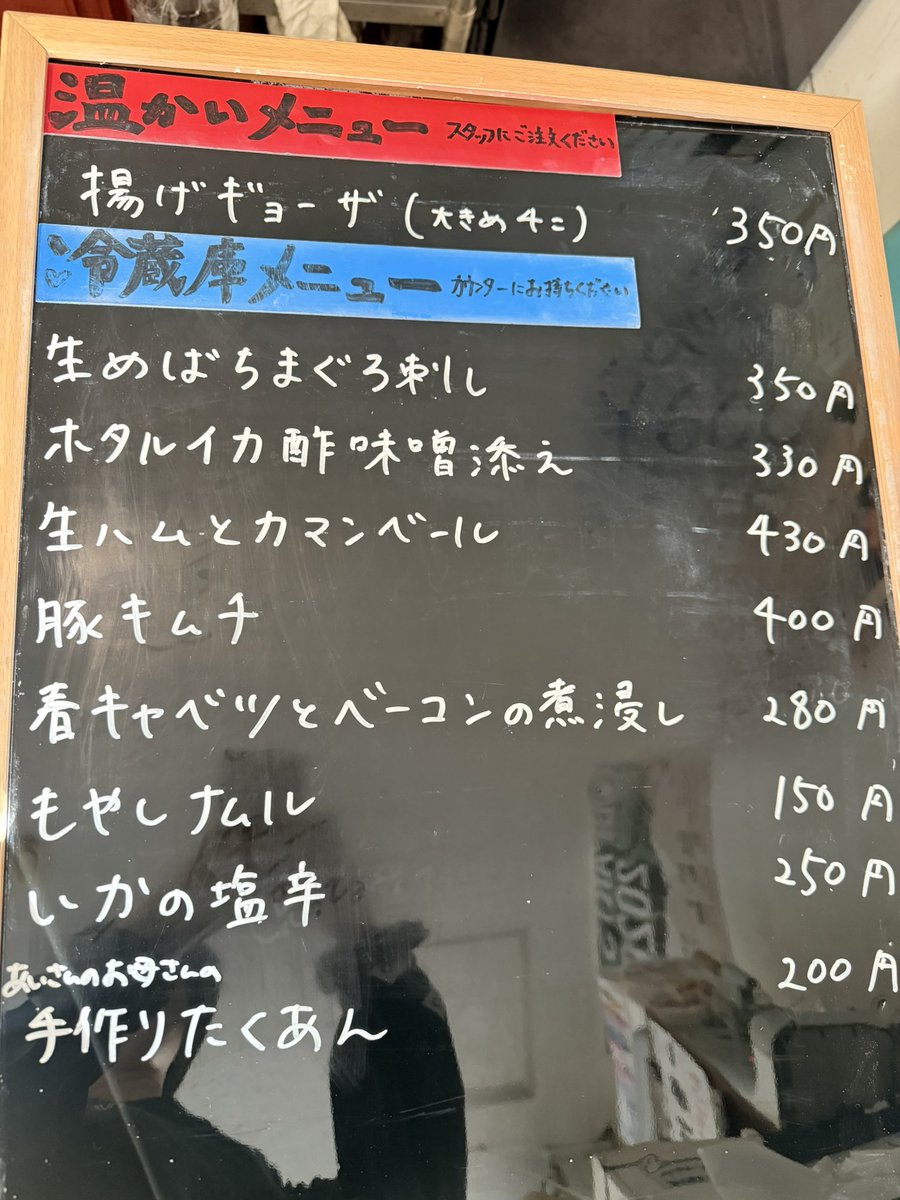 温かいメニュー スタッフにご注文ください
揚げギョーザ(大きめ4コ) 350円
冷蔵庫メニュー カウンターにお持ちください
生めばちまぐろ刺し 350円
ホタルイカ酢味噌添え 330円
生ハムとカマンベール 430円
豚キムチ 400円
春キャベツとベーコンの煮浸し 280円
もやしナムル 150円
いかの塩辛 250円
あいさんのお母さんの
手作りたくあん 200円